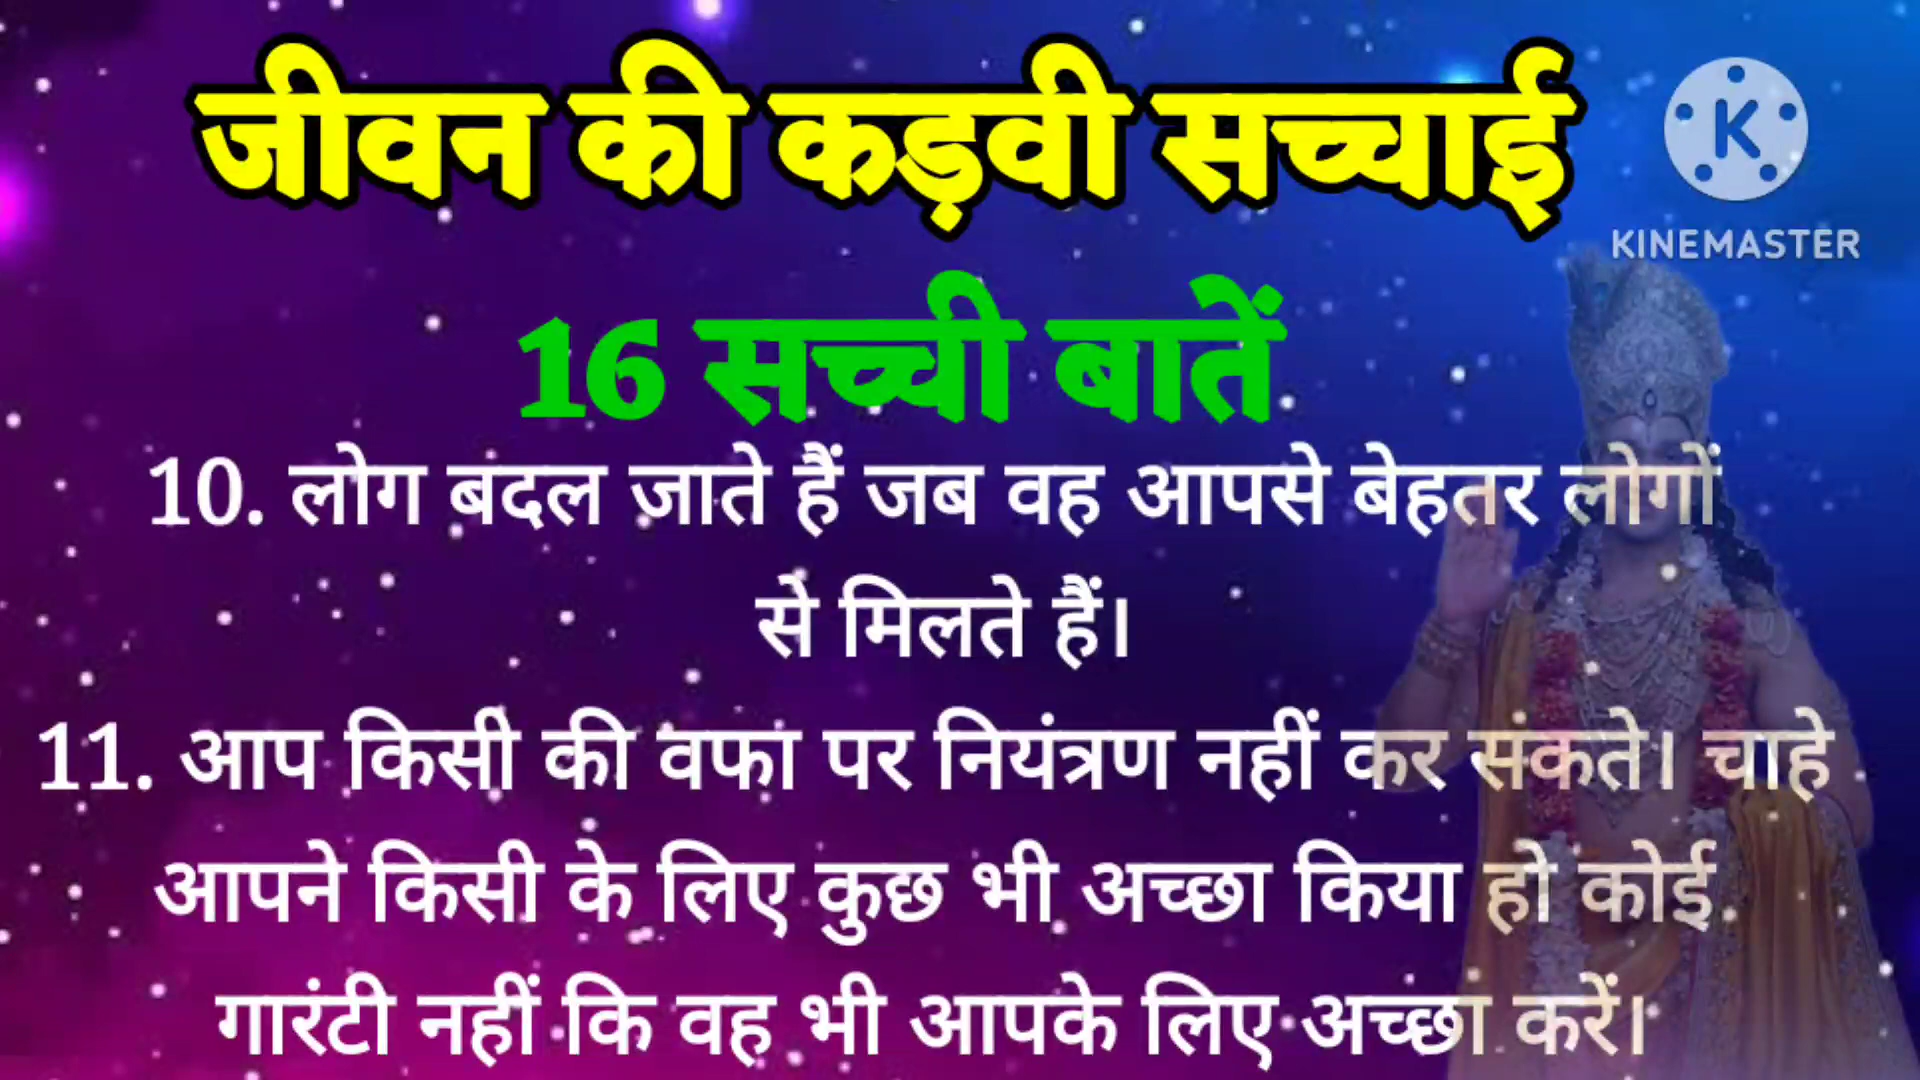 जीवन की कड़वी सच्चाई
KINEMASTER
16 सच्ची बातें
10. लोग बदल जाते हैं जब वह आपसे बेहतर लोगों
से मिलते हैं।
11. आप किसी की वफा पर नियंत्रण नहीं कर सकते। चाहे
आपने किसी के लिए कुछ भी अच्छा किया हो कोई
गारंटी नहीं कि वह भी आपके लिए अच्छा करें।